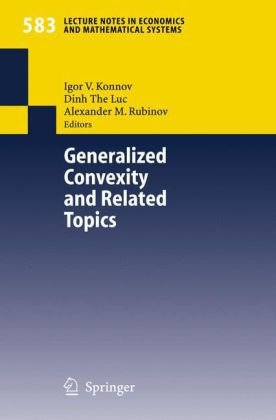 583
LECTURE NOTES IN ECONOMICS
AND MATHEMATICAL SYSTEMS
Igor V. Konnov
Dinh The Luc
Alexander M. Rubinov
Editors
Generalized
Convexity
and Related
Topics
Springer